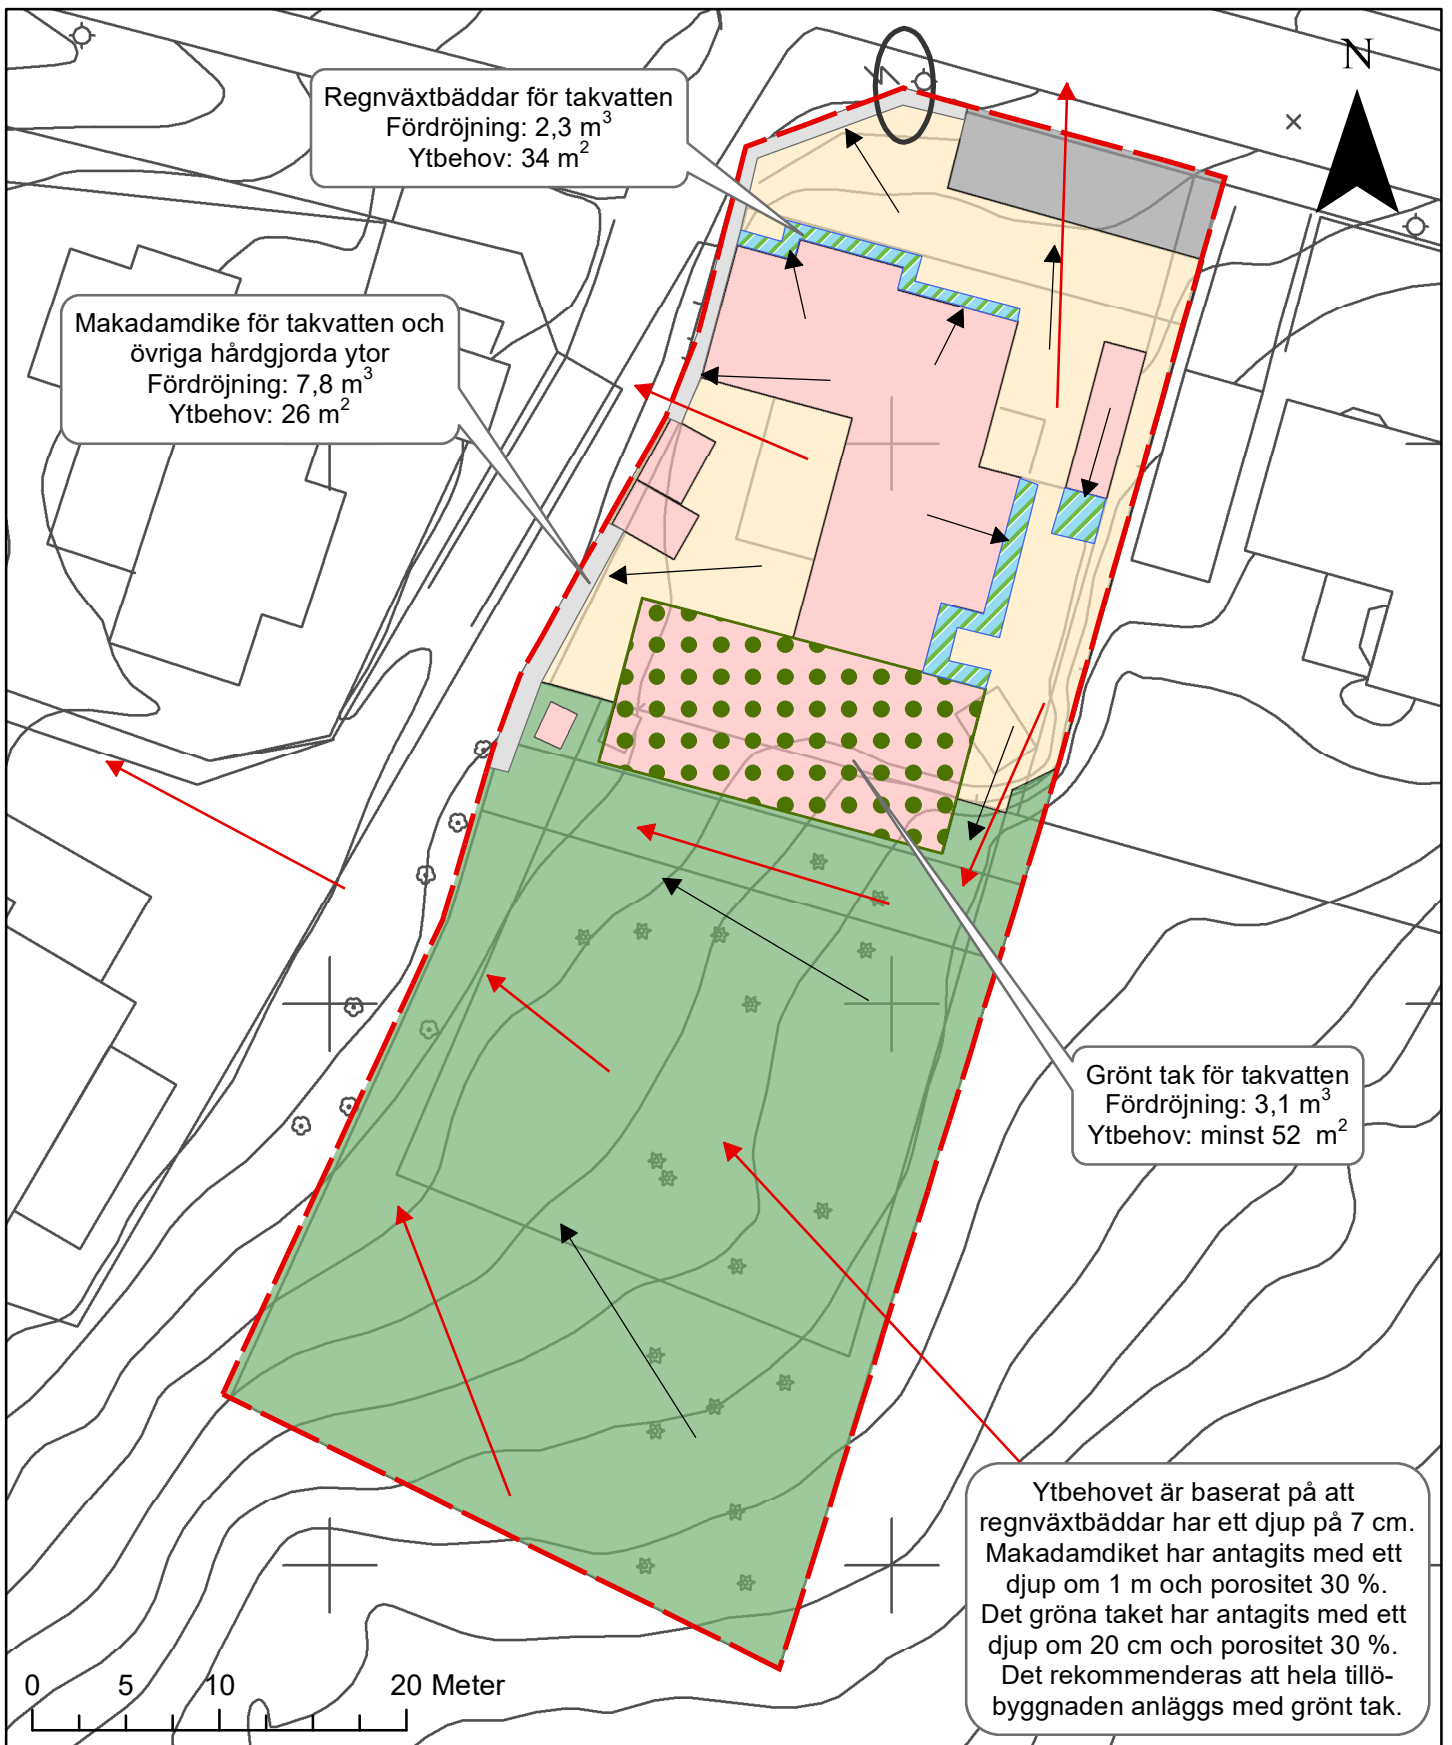 N
Regnväxtbäddar för takvatten
Fördröjning: 2,3 m³
Ytbehov: 34 m²
Makadamdike för takvatten och
övriga hårdgjorda ytor
Fördröjning: 7,8 m³
Ytbehov: 26 m²
Grönt tak för takvatten
Fördröjning: 3,1 m³
Ytbehov: minst 52 m²
Ytbehovet är baserat på att
regnväxtbäddar har ett djup på 7 cm.
Makadamdiket har antagits med ett
djup om 1 m och porositet 30 %.
Det gröna taket har antagits med ett
djup om 20 cm och porositet 30 %.
Det rekommenderas att hela tillö-
byggnaden anläggs med grönt tak.
0 5 10 20 Meter